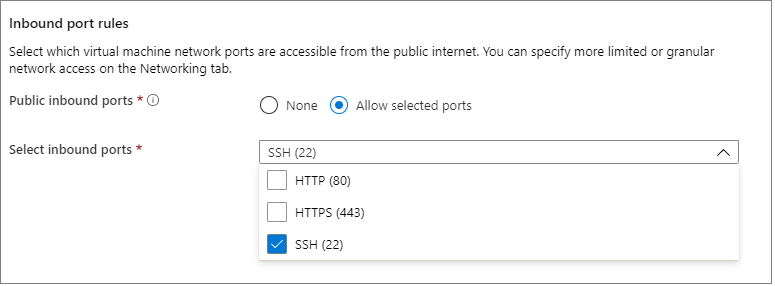 Inbound port rules
Select which virtual machine network ports are accessible from the public internet. You can specify more limited or granular
network access on the Networking tab.
Public inbound ports * None Allow selected ports
Select inbound ports * SSH (22)
HTTP (80)
HTTPS (443)
SSH (22)